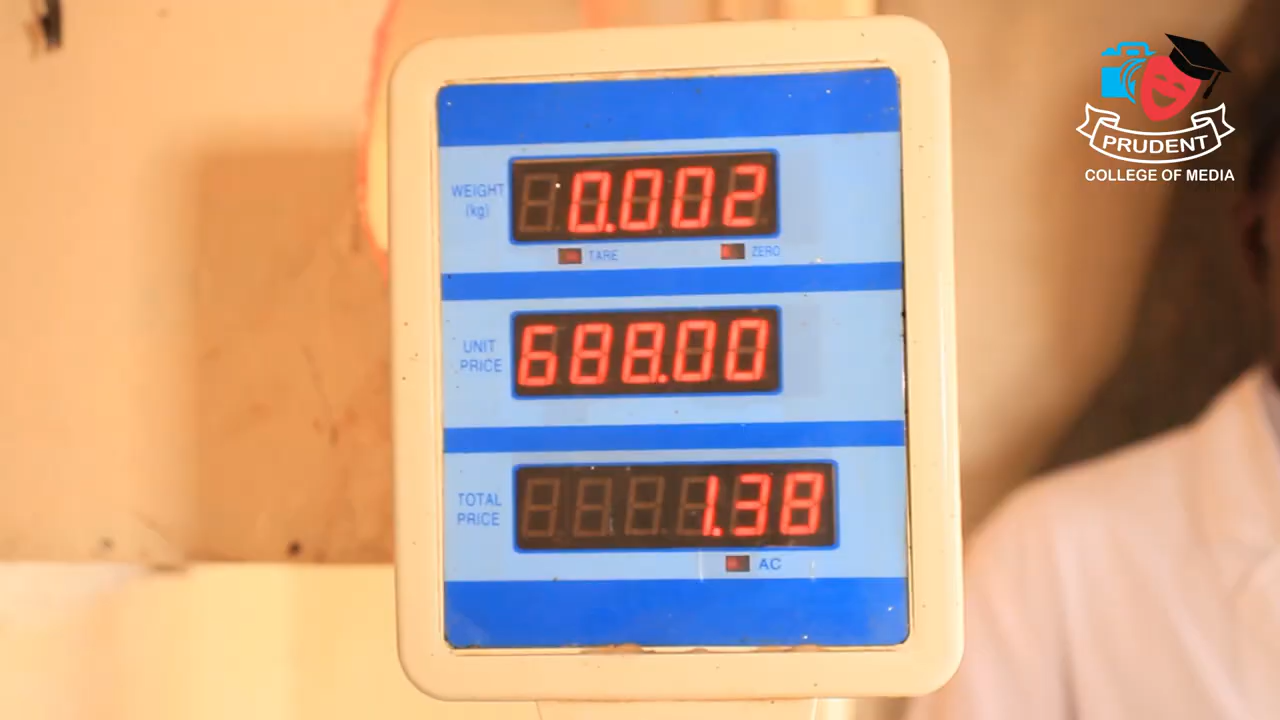 PRUDENT
COLLEGE OF MEDIA
WEIGHT
(kg)
0.002
TARE
ZERO
UNIT
PRICE
688.00
TOTAL
PRICE
1.38
AC